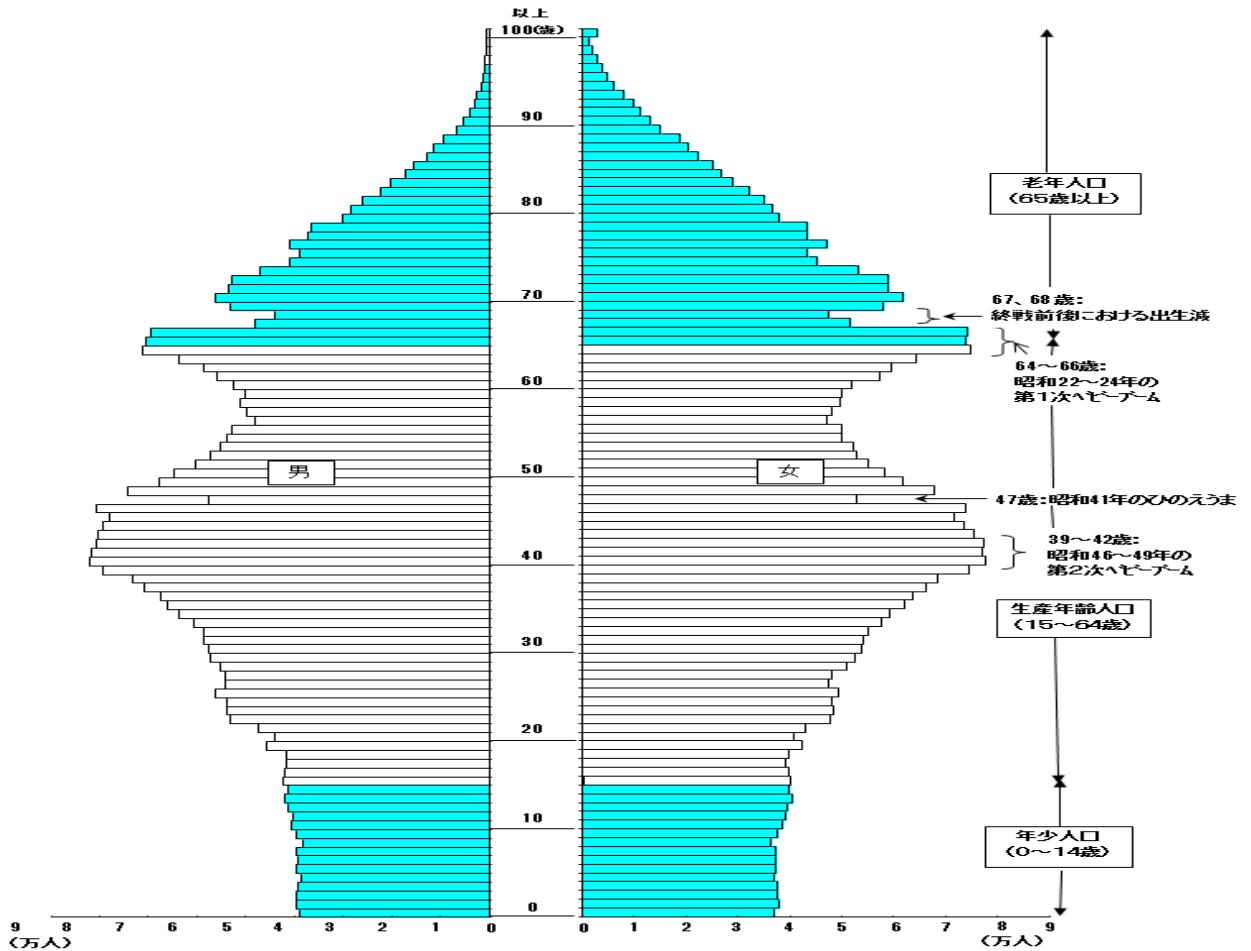 以上
100(歳)
90
80
70
60
50
40
30
20
10
0
男
女
老年人口
(65歳以上)
67、68歳:
終戦前後における出生減
64～66歳:
昭和22～24年の
第1次ベビーブーム
47歳:昭和41年のひのえうま
39～42歳:
昭和46～49年の
第2次ベビーブーム
生産年齢人口
(15～64歳)
年少人口
(0～14歳)
9 8 7 6 5 4 3 2 1 0 0 1 2 3 4 5 6 7 8 9
(万人) (万人)